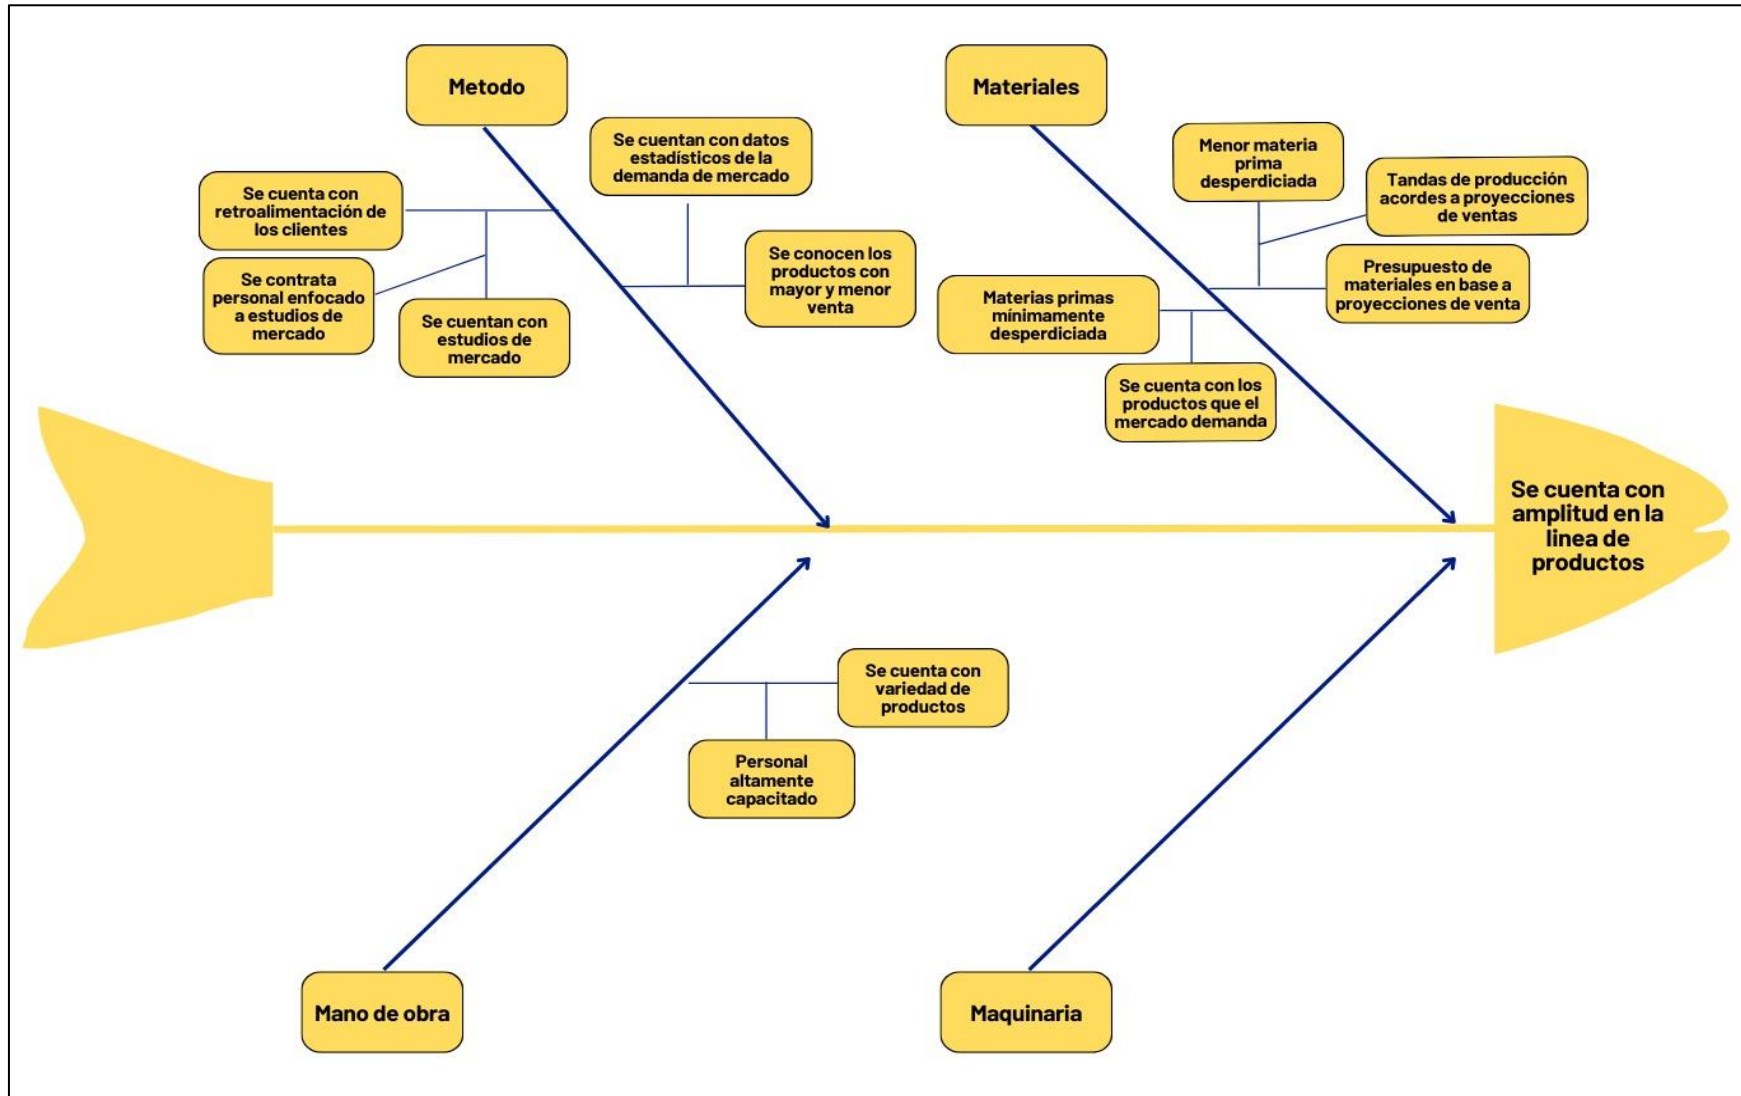 Metodo
Materiales
Se cuentan con datos
estadísticos de la
demanda de mercado
Menor materia
prima
desperdiciada
Tandas de producción
acordes a proyecciones
de ventas
Se cuenta con
retroalimentación de
los clientes
Se conocen los
productos con
mayor y menor
venta
Presupuesto de
materiales en base a
proyecciones de venta
Se contrata
personal enfocado
a estudios de
mercado
Se cuentan con
estudios de
mercado
Materias primas
mínimamente
desperdiciada
Se cuenta con los
productos que el
mercado demanda
Se cuenta con
amplitud en la
linea de
productos
Se cuenta con
variedad de
productos
Personal
altamente
capacitado
Mano de obra
Maquinaria